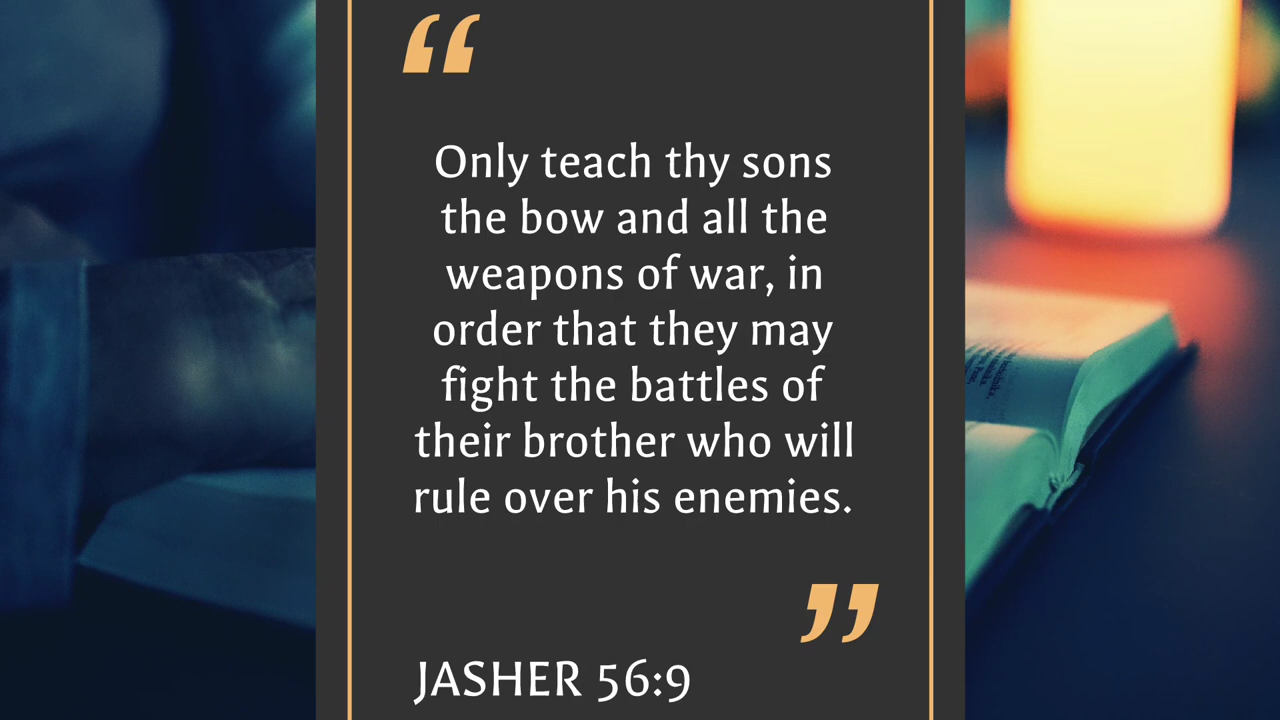 “
Only teach thy sons
the bow and all the
weapons of war, in
order that they may
fight the battles of
their brother who will
rule over his enemies.
”
JASHER 56:9